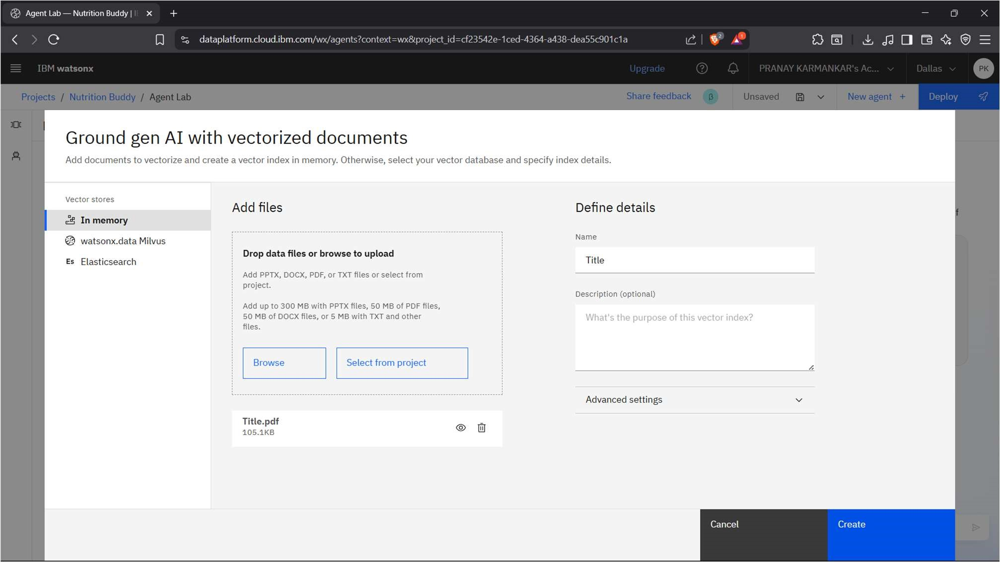 Agent Lab — Nutrition Buddy |
dataplatform.cloud.ibm.com/wx/agents?context=wx&project_id=cf23542e-1ced-4364-a438-dea55c901c1a
2
1
IBM watsonx
Upgrade
PRANAY KARMANKAR's Ac...
Dallas
PK
Projects / Nutrition Buddy / Agent Lab
Share feedback
β
Unsaved
New agent +
Deploy
Ground gen AI with vectorized documents
Add documents to vectorize and create a vector index in memory. Otherwise, select your vector database and specify index details.
Vector stores
In memory
watsonx.data Milvus
Es Elasticsearch
Add files
Drop data files or browse to upload
Add PPTX, DOCX, PDF, or TXT files or select from
project.
Add up to 300 MB with PPTX files, 50 MB of PDF files,
50 MB of DOCX files, or 5 MB with TXT and other
files.
Browse
Select from project
Title.pdf
105.1KB
Define details
Name
Title
Description (optional)
What's the purpose of this vector index?
Advanced settings
f
Cancel
Create